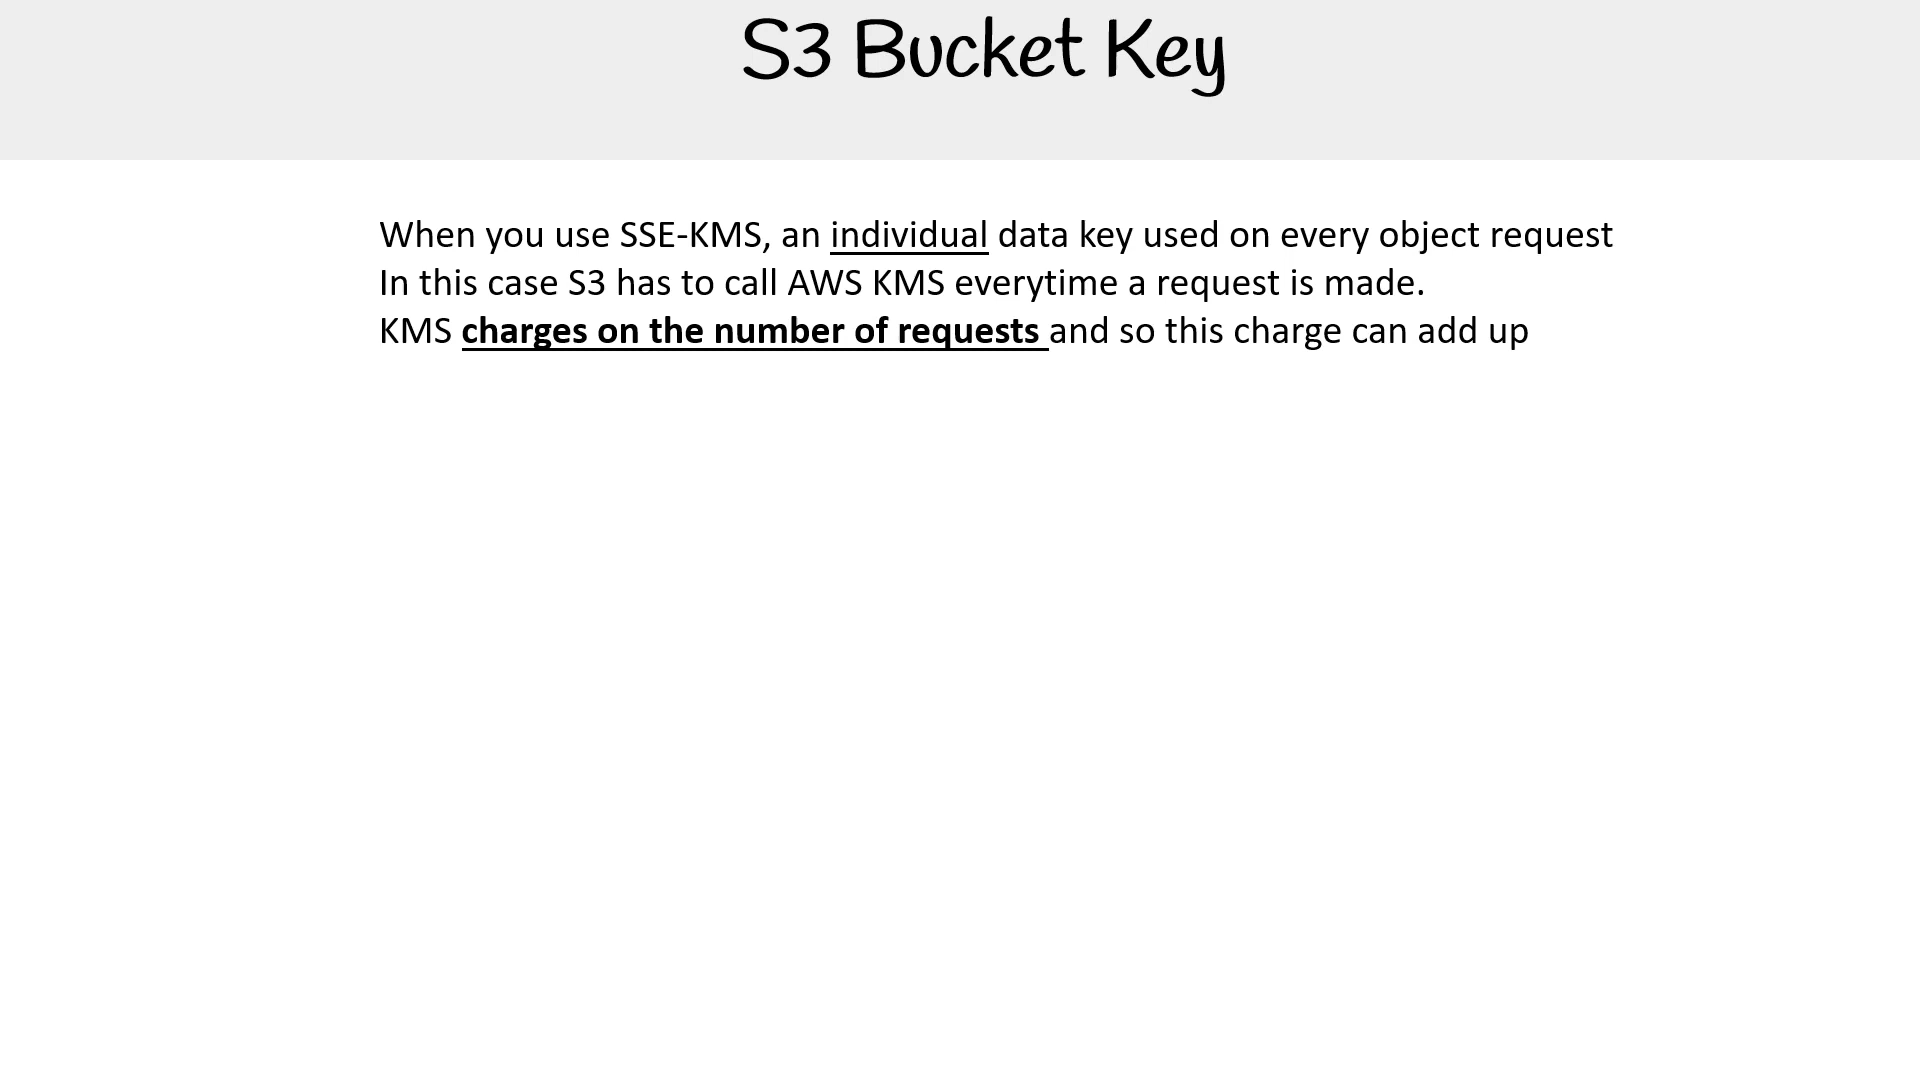 S3 Bucket Key
When you use SSE-KMS, an individual data key used on every object request
In this case S3 has to call AWS KMS everytime a request is made.
KMS charges on the number of requests and so this charge can add up